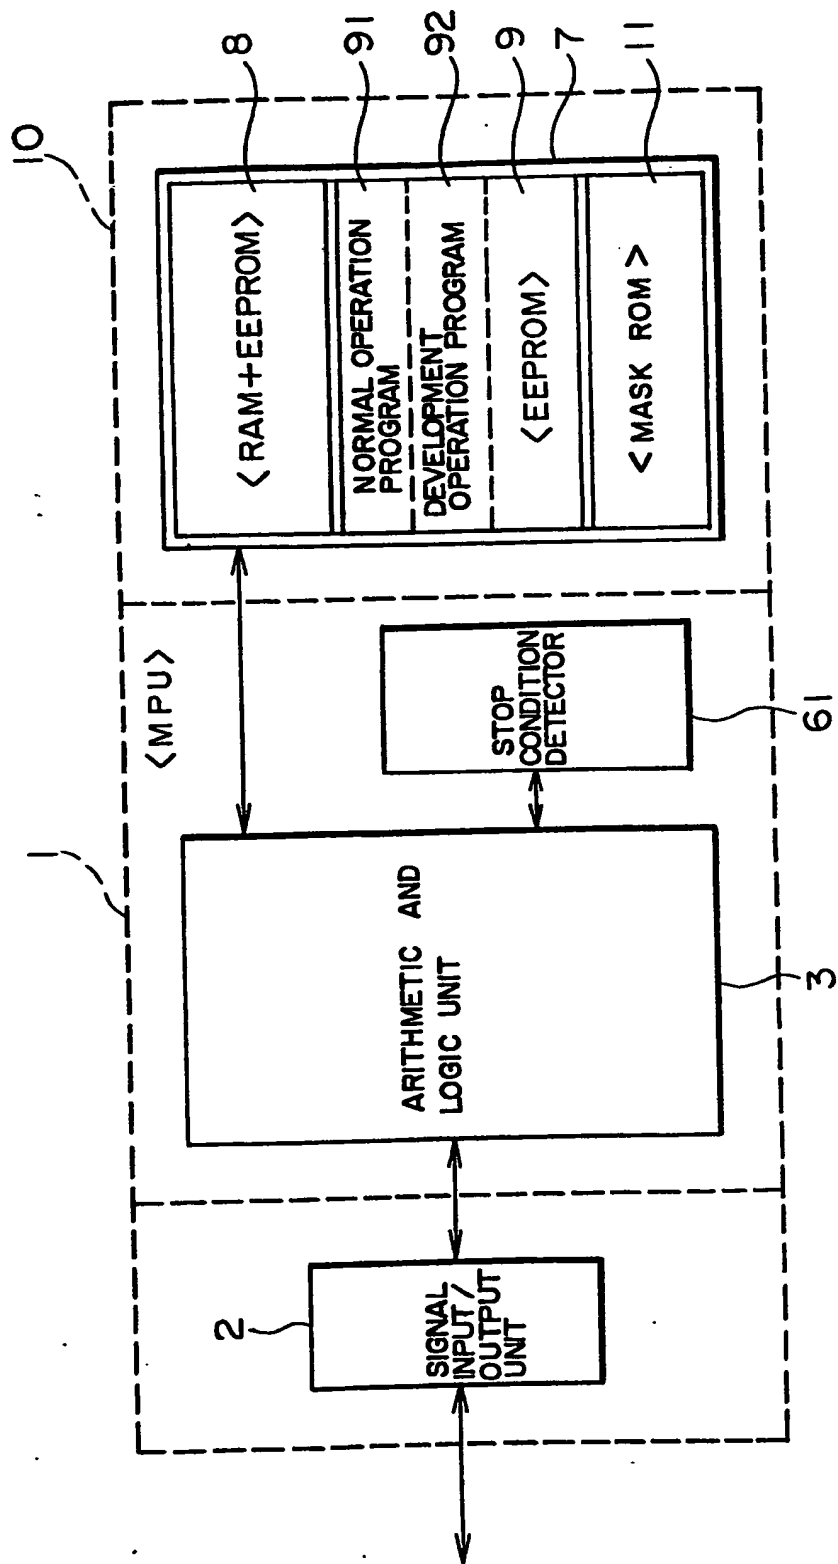 10
1
<MPU>
2
SIGNAL
INPUT/
OUTPUT
UNIT
ARITHMETIC AND
LOGIC UNIT
3
STOP
CONDITION
DETECTOR
61
<RAM+EEPROM>
8
NORMAL OPERATION
PROGRAM
91
DEVELOPMENT
OPERATION PROGRAM
92
<EEPROM>
9
7
<MASK ROM>
11